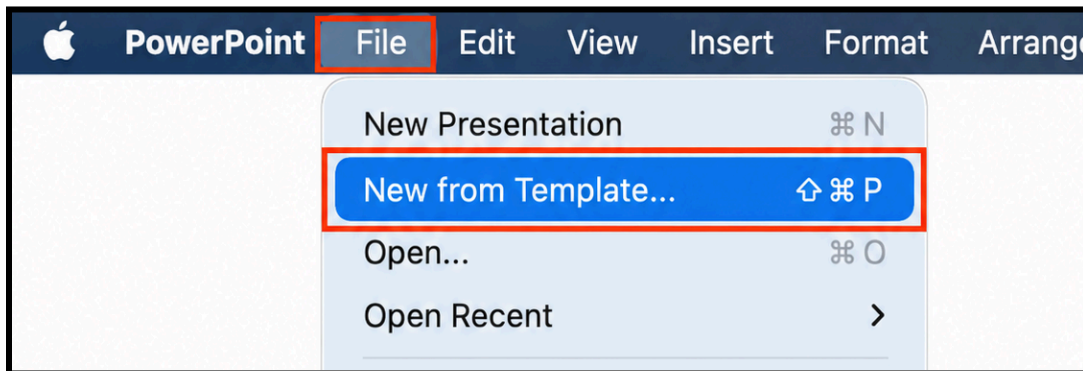 PowerPoint File Edit View Insert Format Arrange
New Presentation ⌘ N
New from Template... ⇧ ⌘ P
Open... ⌘ O
Open Recent >